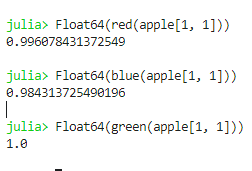 julia> Float64(red(apple[1, 1]))
0.996078431372549
julia> Float64(blue(apple[1, 1]))
0.984313725490196
julia> Float64(green(apple[1, 1]))
1.0